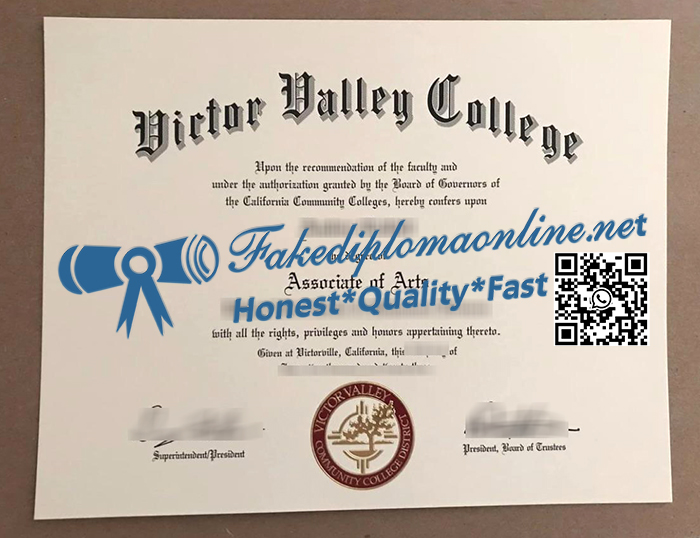 Victor Valley College
Upon the recommendation of the faculty and
under the authorization granted by the Board of Governors of
the California Community Colleges, hereby confers upon
Fakediplomaonline.net
Associate of Arts
Honest*Quality*Fast
with all the rights, privileges and honors appertaining thereto.
Given at Victorville, California, this of
VICTOR VALLEY
COMMUNITY COLLEGE DISTRICT
Superintendent/President
President, Board of Trustees